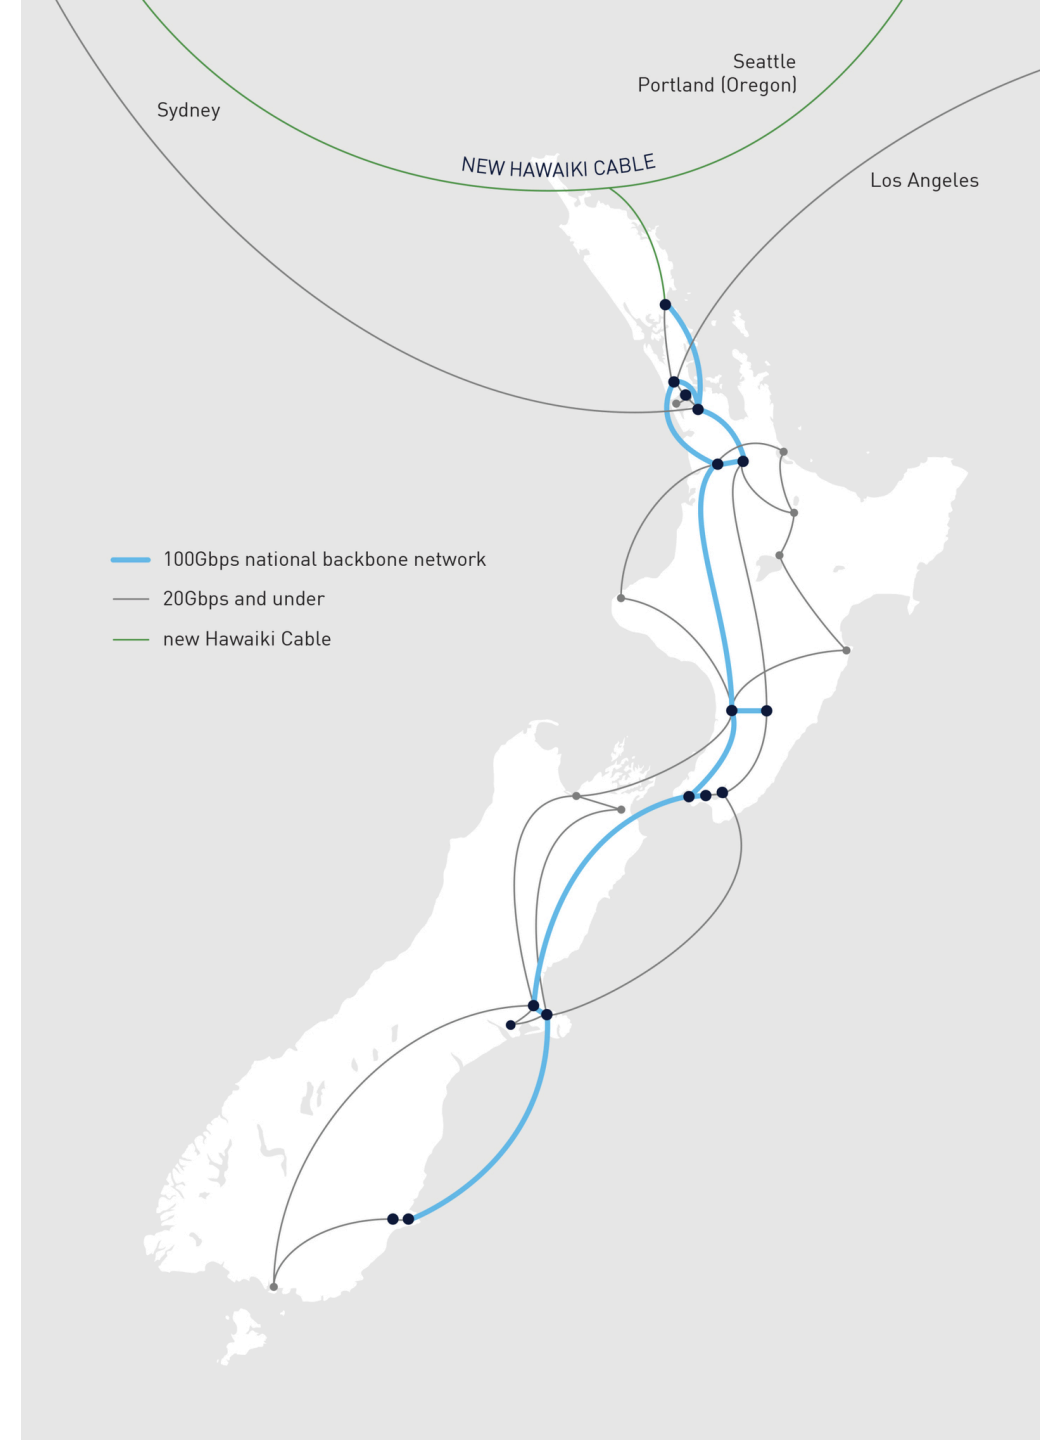 Seattle
Portland (Oregon)
Sydney
NEW HAWAIKI CABLE
Los Angeles
100Gbps national backbone network
20Gbps and under
new Hawaiki Cable